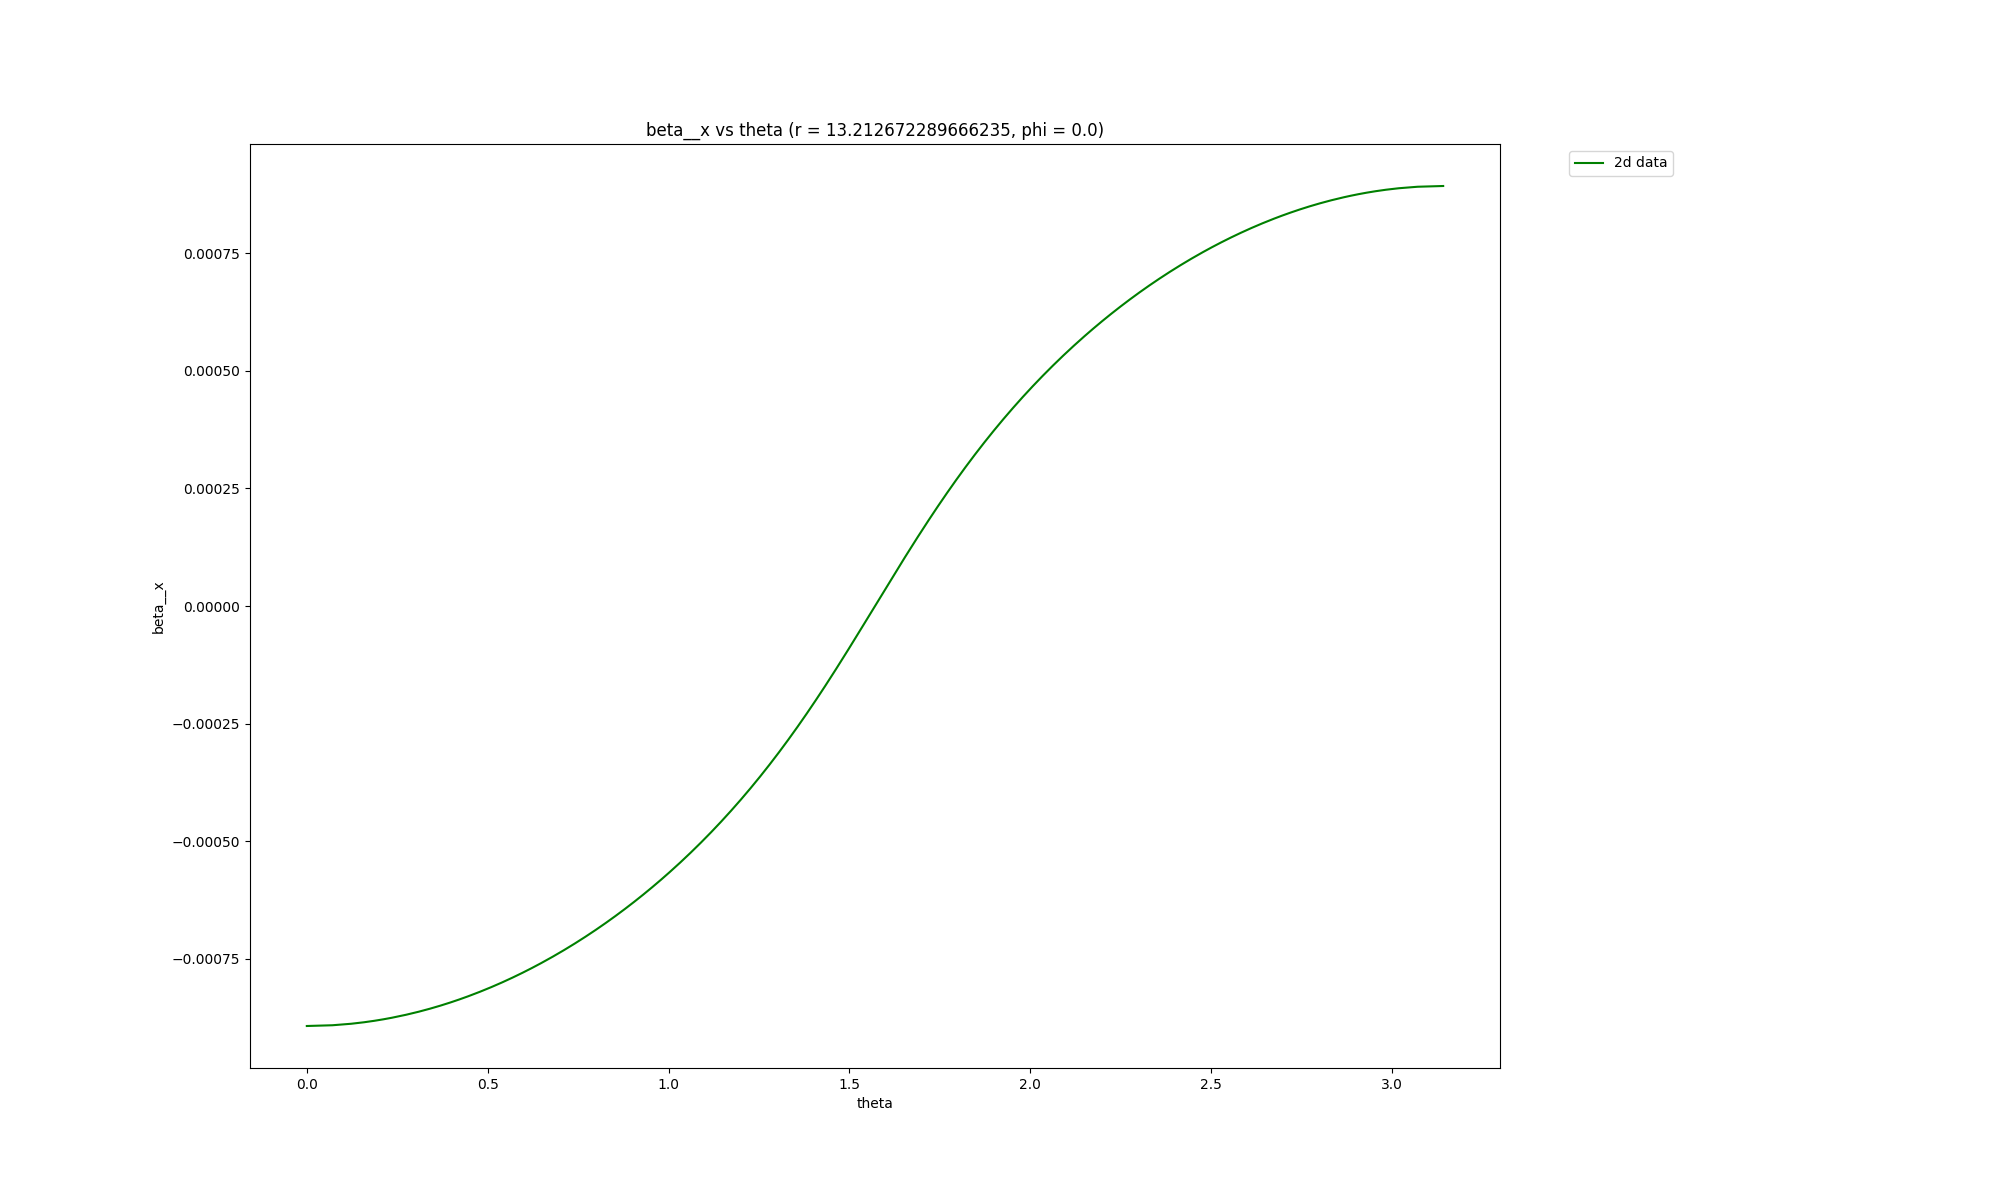 beta__x vs theta (r = 13.212672289666235, phi = 0.0)
2d data
0.00075
0.00050
0.00025
0.00000
−0.00025
−0.00050
−0.00075
beta__x
0.0 0.5 1.0 1.5 2.0 2.5 3.0
theta